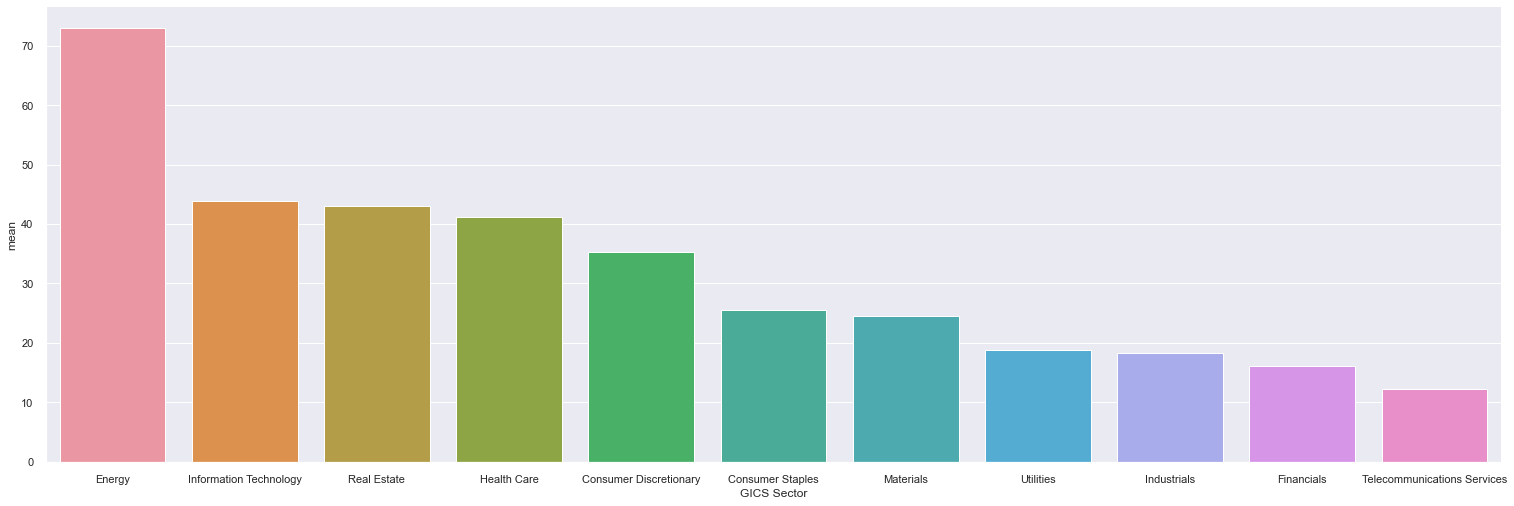 70
60
50
40
30
20
10
0
mean
Energy
Information Technology
Real Estate
Health Care
Consumer Discretionary
Consumer Staples
Materials
Utilities
Industrials
Financials
Telecommunications Services
GICS Sector